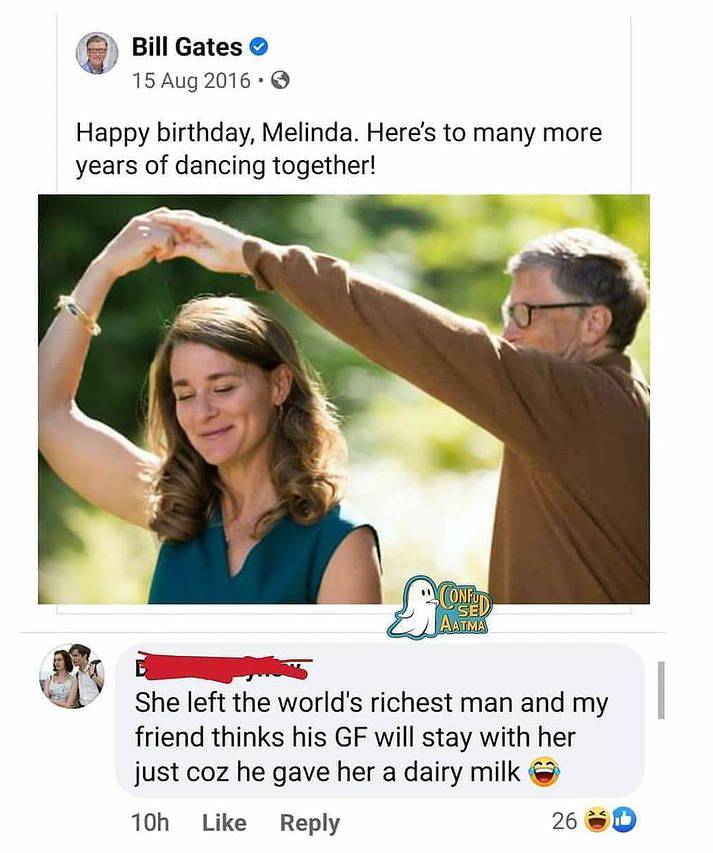 Bill Gates
15 Aug 2016 •
Happy birthday, Melinda. Here's to many more
years of dancing together!
CONFU
SED
AATMA
She left the world's richest man and my
friend thinks his GF will stay with her
just coz he gave her a dairy milk 😂
10h Like Reply 26